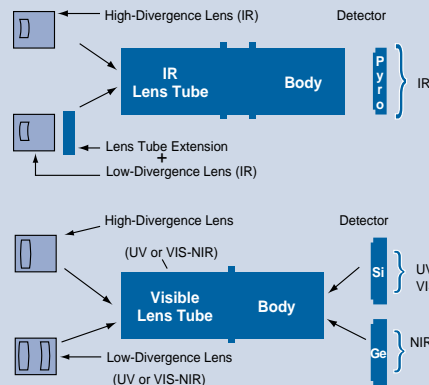 High-Divergence Lens (IR)
Detector
IR
Lens Tube
Body
Pyro
IR
Lens Tube Extension
+
Low-Divergence Lens (IR)
High-Divergence Lens
Detector
(UV or VIS-NIR)
Visible
Lens Tube
Body
Si
UV
VIS
Ge
NIR
Low-Divergence Lens
(UV or VIS-NIR)